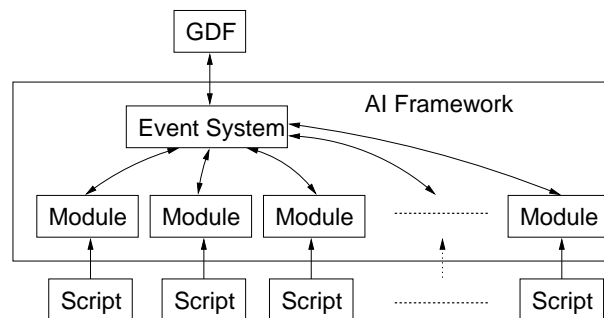 GDF
AI Framework
Event System
Module Module Module Module
Script Script Script Script